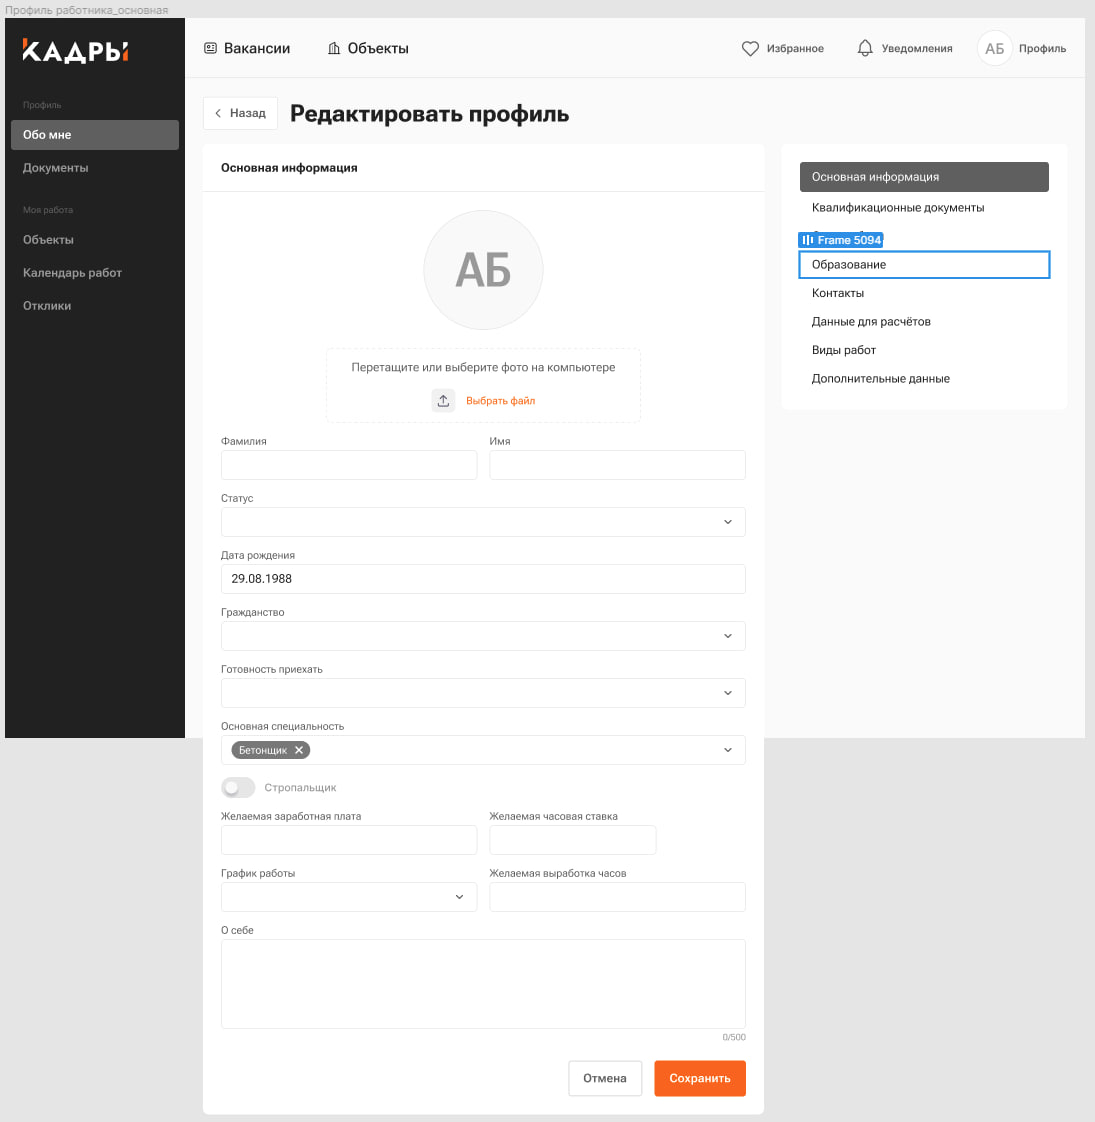 Профиль работника_основная
КАДРЫ
Вакансии
Объекты
Избранное
Уведомления
АБ
Профиль
Профиль
Обо мне
Документы
Моя работа
Объекты
Календарь работ
Отклики
Назад
Редактировать профиль
Основная информация
АБ
Перетащите или выберите фото на компьютере
Выбрать файл
Фамилия
Имя
Статус
Дата рождения
29.08.1988
Гражданство
Готовность приехать
Основная специальность
Бетонщик
Стропальщик
Желаемая заработная плата
Желаемая часовая ставка
График работы
Желаемая выработка часов
О себе
0/500
Отмена
Сохранить
Основная информация
Квалификационные документы
Frame 5094
Образование
Контакты
Данные для расчётов
Виды работ
Дополнительные данные